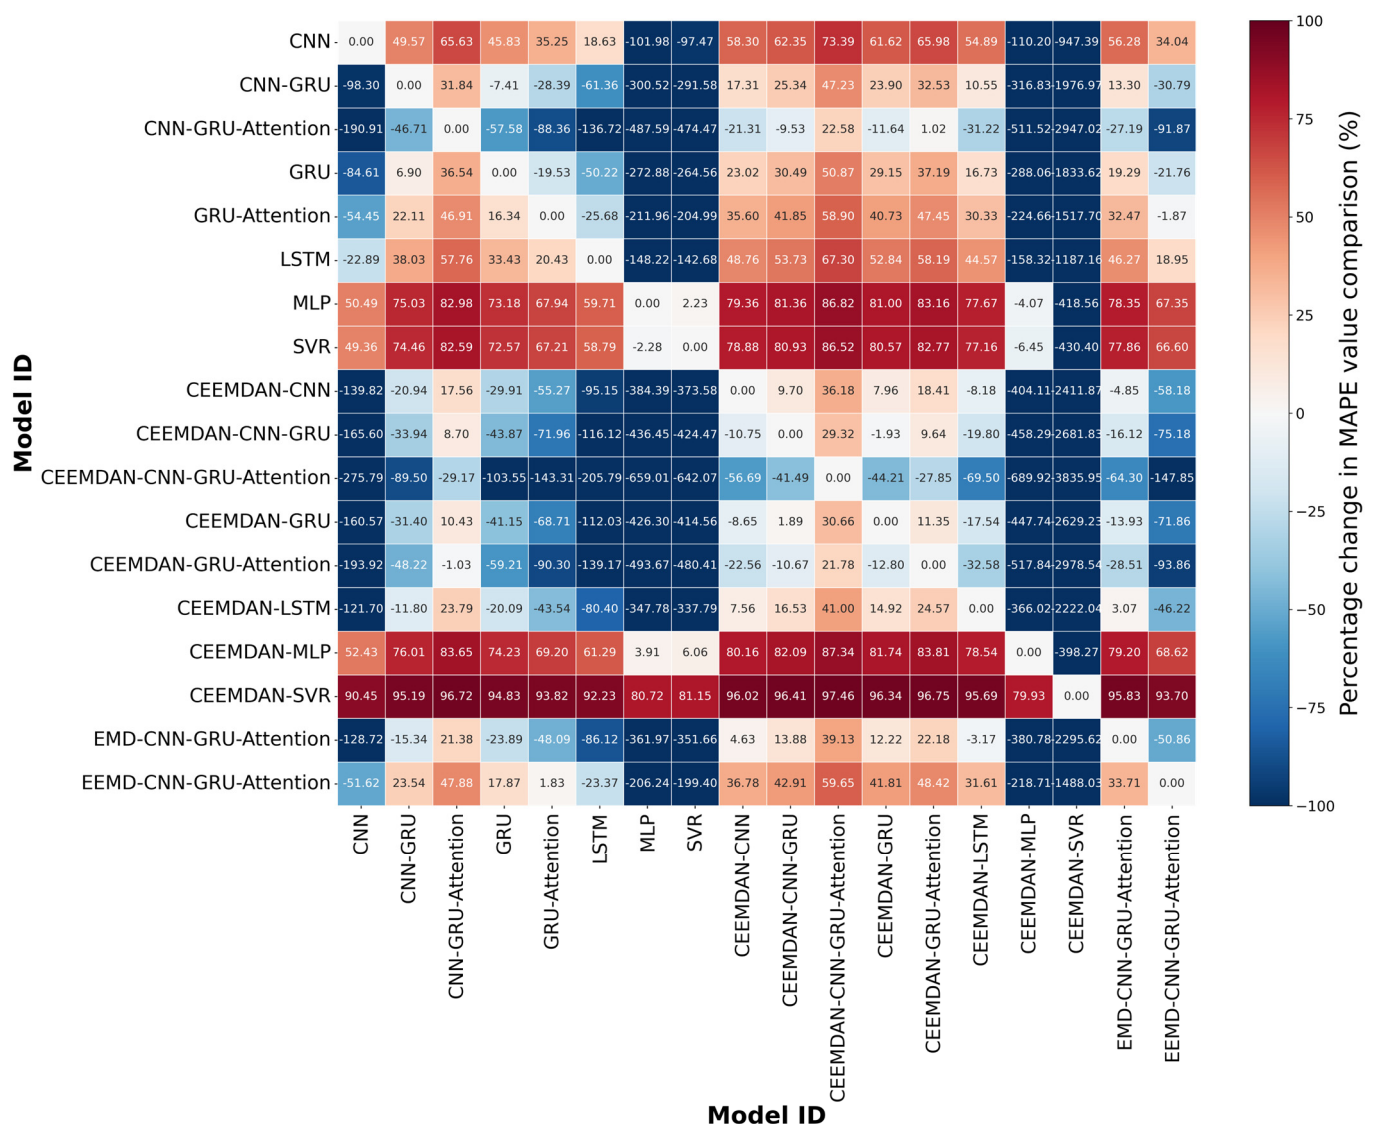 CNN 0.00 49.57 65.63 45.83 35.25 18.63 -101.98 -97.47 58.30 62.35 73.39 61.62 65.98 54.89 -110.20 -947.39 56.28 34.04
CNN-GRU -98.30 0.00 31.84 -7.41 -28.39 -61.36 -300.52 -291.58 17.31 25.34 47.23 23.90 32.53 10.55 -316.83 -1976.97 13.30 -30.79
CNN-GRU-Attention -190.91 -46.71 0.00 -57.58 -88.36 -136.72 -487.59 -474.47 -21.31 -9.53 22.58 -11.64 1.02 -31.22 -511.52 -2947.02 -27.19 -91.87
GRU -84.61 6.90 36.54 0.00 -19.53 -50.22 -272.88 -264.56 23.02 30.49 50.87 29.15 37.19 16.73 -288.06 -1833.62 19.29 -21.76
GRU-Attention -54.45 22.11 46.91 16.34 0.00 -25.68 -211.96 -204.99 35.60 41.85 58.90 40.73 47.45 30.33 -224.66 -1517.70 32.47 -1.87
LSTM -22.89 38.03 57.76 33.43 20.43 0.00 -148.22 -142.68 48.76 53.73 67.30 52.84 58.19 44.57 -158.32 -1187.16 46.27 18.95
MLP 50.49 75.03 82.98 73.18 67.94 59.71 0.00 2.23 79.36 81.36 86.82 81.00 83.16 77.67 -4.07 -418.56 78.35 67.35
SVR 49.36 74.46 82.59 72.57 67.21 58.79 -2.28 0.00 78.88 80.93 86.52 80.57 82.77 77.16 -6.45 -430.40 77.86 66.60
CEEMDAN-CNN -139.82 -20.94 17.56 -29.91 -55.27 -95.15 -384.39 -373.58 0.00 9.70 36.18 7.96 18.41 -8.18 -404.11 -2411.87 -4.85 -58.18
CEEMDAN-CNN-GRU -165.60 -33.94 8.70 -43.87 -71.96 -116.12 -436.45 -424.47 -10.75 0.00 29.32 -1.93 9.64 -19.80 -458.29 -2681.83 -16.12 -75.18
CEEMDAN-CNN-GRU-Attention -275.79 -89.50 -29.17 -103.55 -143.31 -205.79 -659.01 -642.07 -56.69 -41.49 0.00 -44.21 -27.85 -69.50 -689.92 -3835.95 -64.30 -147.85
CEEMDAN-GRU -160.57 -31.40 10.43 -41.15 -68.71 -112.03 -426.30 -414.56 -8.65 1.89 30.66 0.00 11.35 -17.54 -447.74 -2629.23 -13.93 -71.86
CEEMDAN-GRU-Attention -193.92 -48.22 -1.03 -59.21 -90.30 -139.17 -493.67 -480.41 -22.56 -10.67 21.78 -12.80 0.00 -32.58 -517.84 -2978.54 -28.51 -93.86
CEEMDAN-LSTM -121.70 -11.80 23.79 -20.09 -43.54 -80.40 -347.78 -337.79 7.56 16.53 41.00 14.92 24.57 0.00 -366.02 -2222.04 3.07 -46.22
CEEMDAN-MLP 52.43 76.01 83.65 74.23 69.20 61.29 3.91 6.06 80.16 82.09 87.34 81.74 83.81 78.54 0.00 -398.27 79.20 68.62
CEEMDAN-SVR 90.45 95.19 96.72 94.83 93.82 92.23 80.72 81.15 96.02 96.41 97.46 96.34 96.75 95.69 79.93 0.00 95.83 93.70
EMD-CNN-GRU-Attention -128.72 -15.34 21.38 -23.89 -48.09 -86.12 -361.97 -351.66 4.63 13.88 39.13 12.22 22.18 -3.17 -380.78 -2295.62 0.00 -50.86
EEMD-CNN-GRU-Attention -51.62 23.54 47.88 17.87 1.83 -23.37 -206.24 -199.40 36.78 42.91 59.65 41.81 48.42 31.61 -218.71 -1488.03 33.71 0.00
CNN
CNN-GRU
CNN-GRU-Attention
GRU
GRU-Attention
LSTM
MLP
SVR
CEEMDAN-CNN
CEEMDAN-CNN-GRU
CEEMDAN-CNN-GRU-Attention
CEEMDAN-GRU
CEEMDAN-GRU-Attention
CEEMDAN-LSTM
CEEMDAN-MLP
CEEMDAN-SVR
EMD-CNN-GRU-Attention
EEMD-CNN-GRU-Attention
Model ID
Model ID
100
75
50
25
0
−25
−50
−75
−100
Percentage change in MAPE value comparison (%)